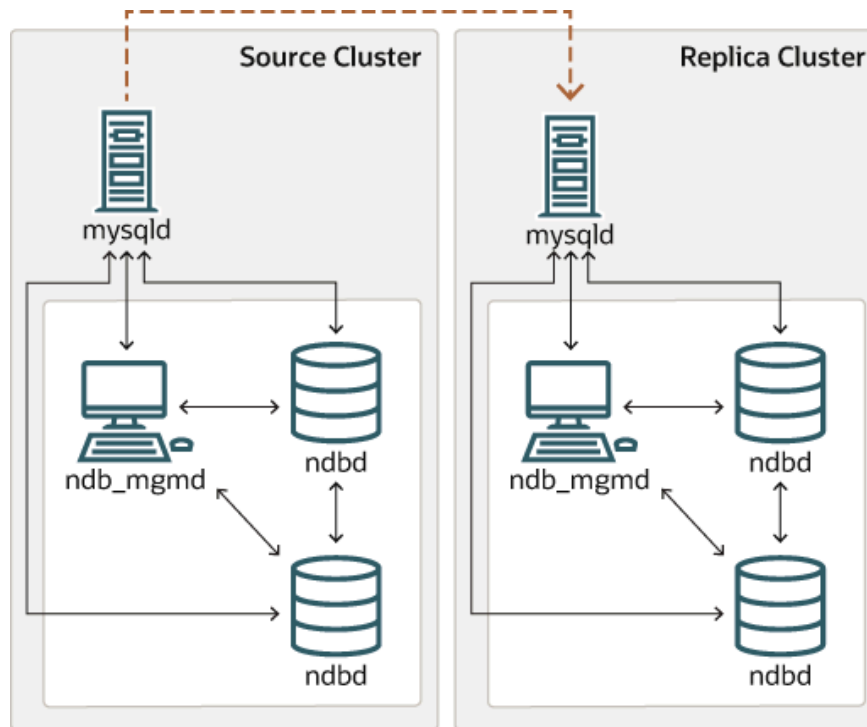 Source Cluster
mysqld
ndb_mgmd
ndbd
ndbd
Replica Cluster
mysqld
ndb_mgmd
ndbd
ndbd